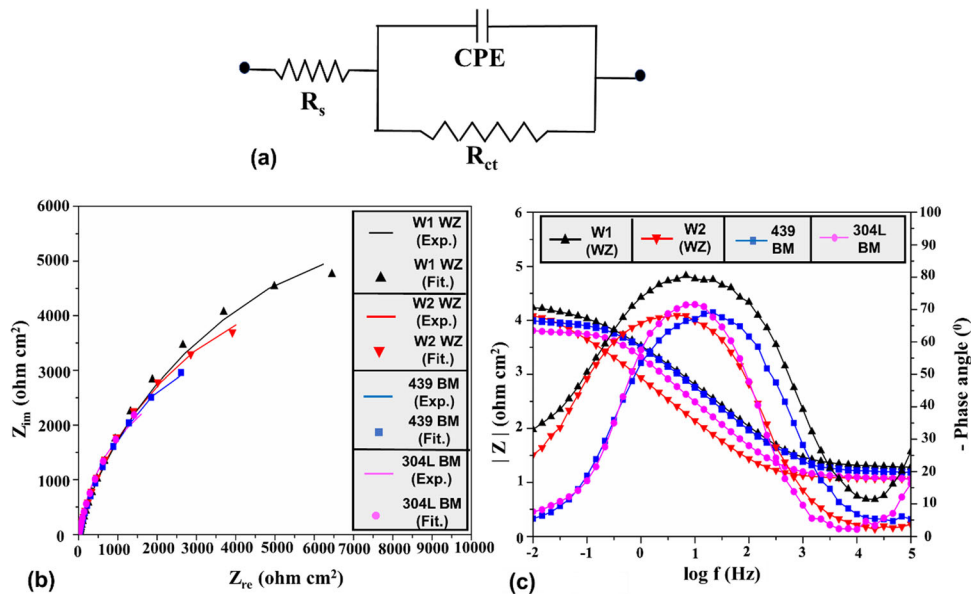 CPE
R_s
R_ct
(a)
6000
5000
4000
3000
2000
1000
0
Z_im (ohm cm²)
0 1000 2000 3000 4000 5000 6000 7000 8000 9000 10000
Z_re (ohm cm²)
W1 WZ
(Exp.)
W1 WZ
(Fit.)
W2 WZ
(Exp.)
W2 WZ
(Fit.)
439 BM
(Exp.)
439 BM
(Fit.)
304L BM
(Exp.)
304L BM
(Fit.)
(b)
6
5
4
3
2
1
0
| Z | (ohm cm²)
W1
(WZ)
W2
(WZ)
439
BM
304L
BM
100
90
80
70
60
50
40
30
20
10
0
- Phase angle (⁰)
-2 -1 0 1 2 3 4 5
log f (Hz)
(c)